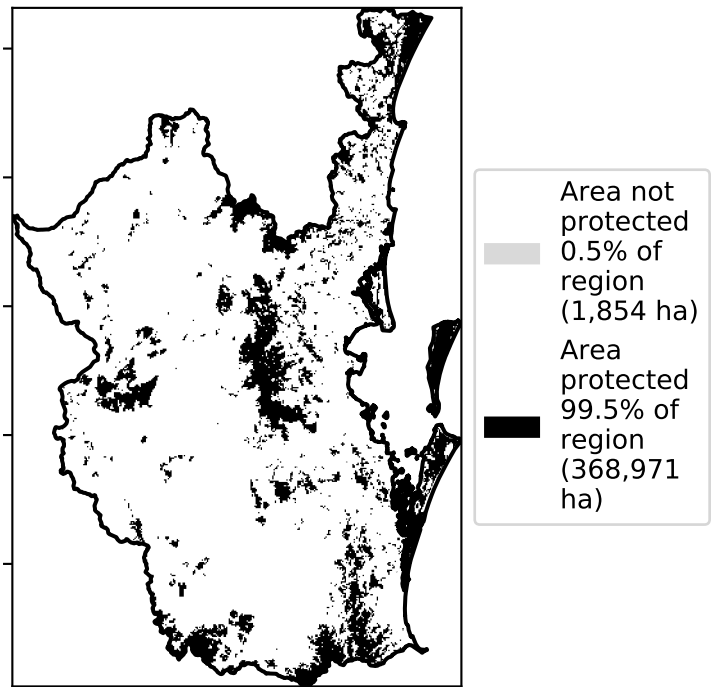 Area not
protected
0.5% of
region
(1,854 ha)
Area
protected
99.5% of
region
(368,971
ha)